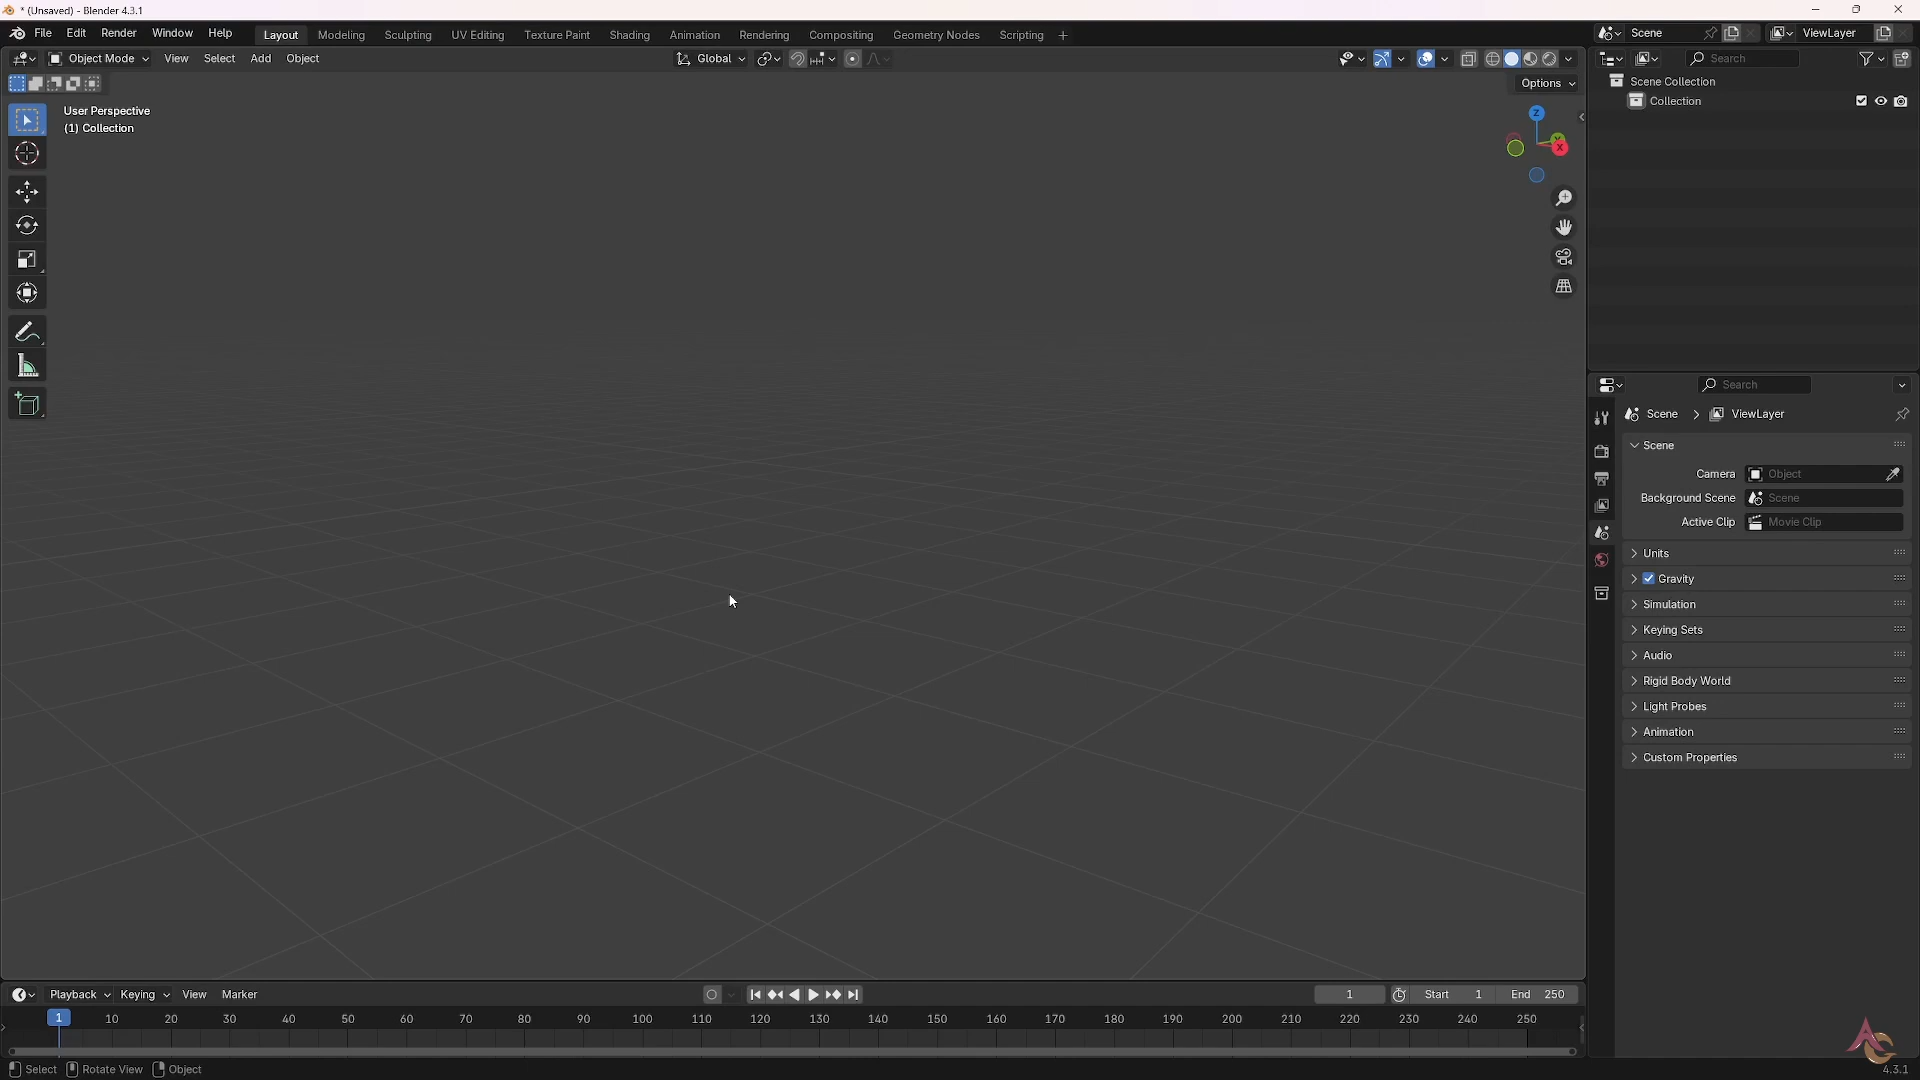 * (Unsaved) - Blender 4.3.1
File Edit Render Window Help Layout Modeling Sculpting UV Editing Texture Paint Shading Animation Rendering Compositing Geometry Nodes Scripting + Scene ViewLayer
Object Mode View Select Add Object Global Search
Options
User Perspective
(1) Collection
Z
Y
X
Scene Collection
Collection
Search
Scene > ViewLayer
Scene
Camera Object
Background Scene Scene
Active Clip Movie Clip
Units
Gravity
Simulation
Keying Sets
Audio
Rigid Body World
Light Probes
Animation
Custom Properties
Playback Keying View Marker 1 Start 1 End 250
1 10 20 30 40 50 60 70 80 90 100 110 120 130 140 150 160 170 180 190 200 210 220 230 240 250
Select Rotate View Object 4.3.1
AC